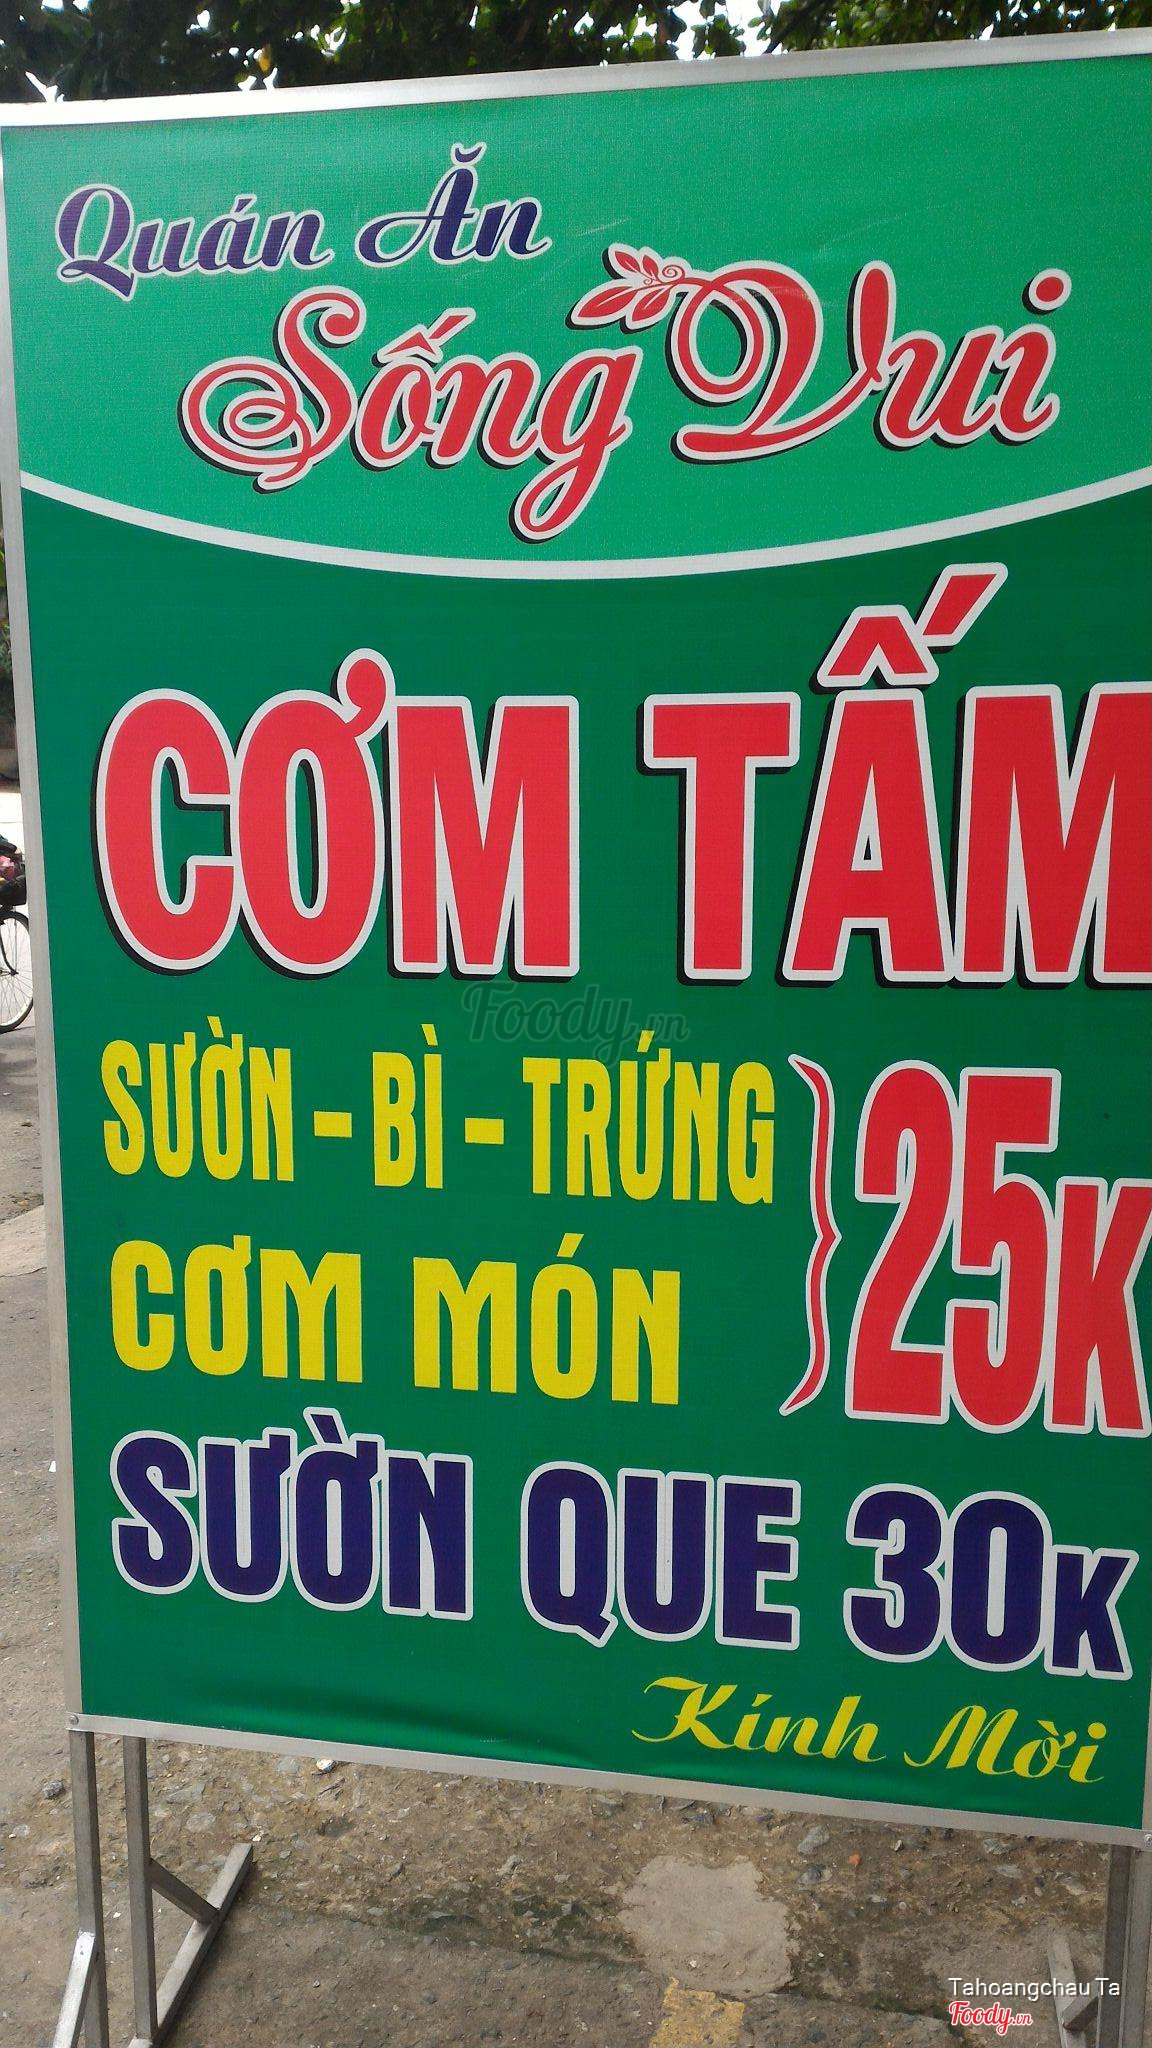 Quán Ăn
Sống Vui
CƠM TẤM
SƯỜN - BÌ - TRỨNG
CƠM MÓN
25K
SƯỜN QUE 30K
Kính Mời
Foody.vn
Tahoangchau Ta
Foody.vn